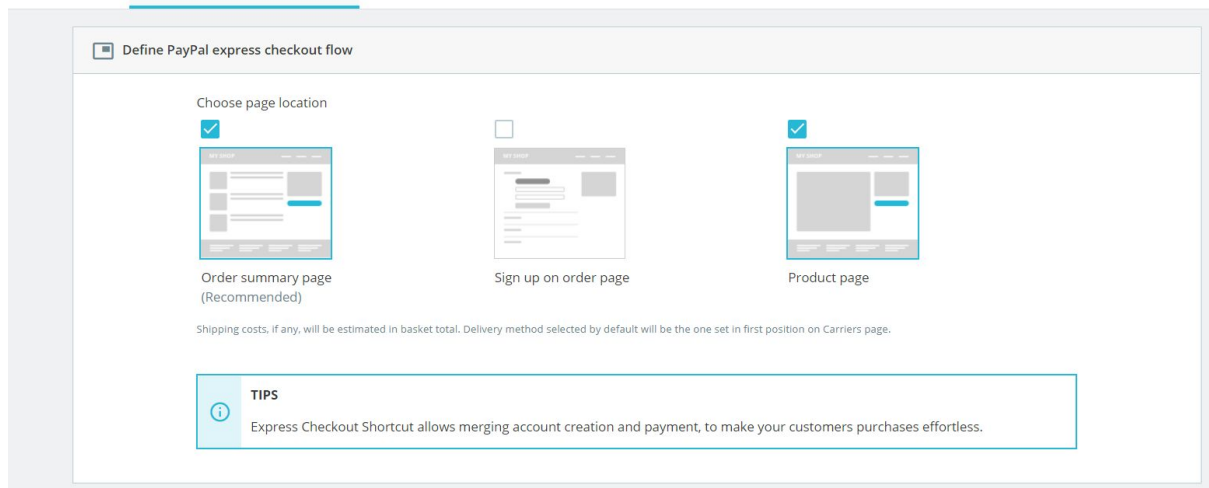 Define PayPal express checkout flow
Choose page location
MY SHOP
MY SHOP
MY SHOP
Order summary page
(Recommended)
Sign up on order page
Product page
Shipping costs, if any, will be estimated in basket total. Delivery method selected by default will be the one set in first position on Carriers page.
TIPS
Express Checkout Shortcut allows merging account creation and payment, to make your customers purchases effortless.